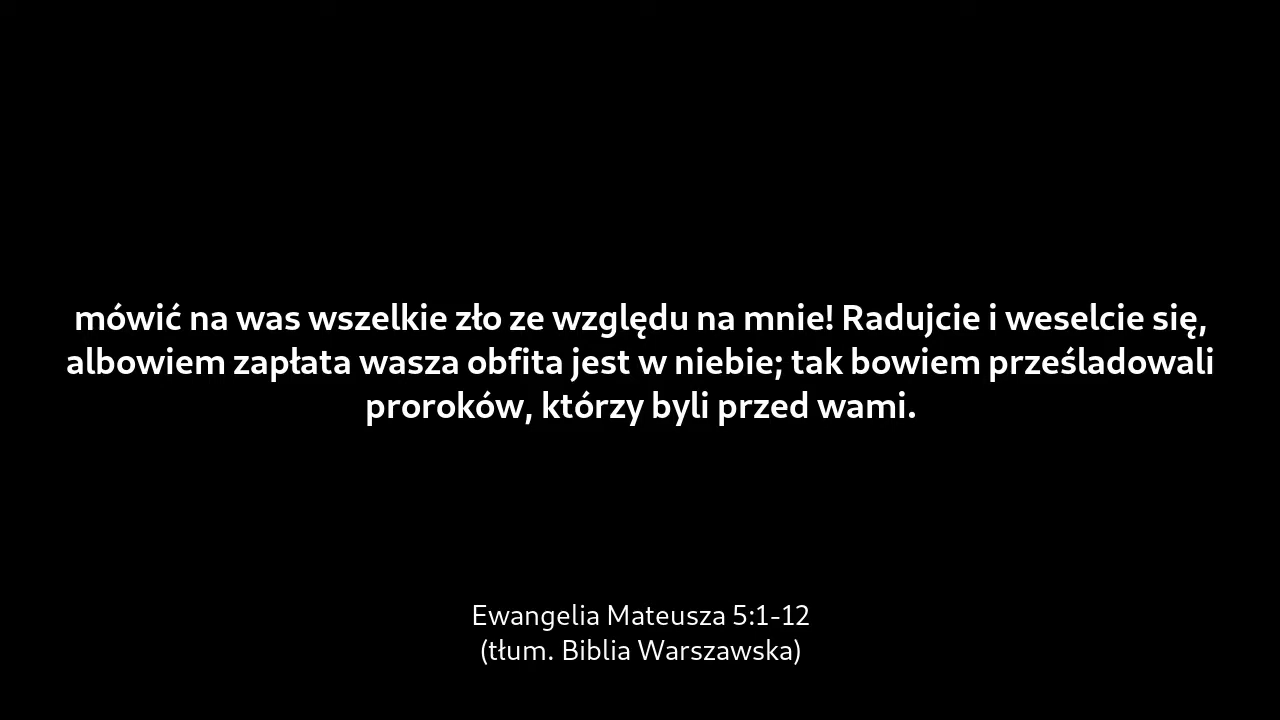 mówić na was wszelkie zło ze względu na mnie! Radujcie i weselcie się,
albowiem zapłata wasza obfita jest w niebie; tak bowiem prześladowali
proroków, którzy byli przed wami.
Ewangelia Mateusza 5:1-12
(tłum. Biblia Warszawska)